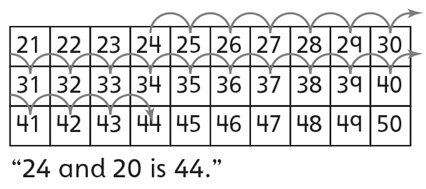 21 22 23 24 25 26 27 28 29 30
31 32 33 34 35 36 37 38 39 40
41 42 43 44 45 46 47 48 49 50
“24 and 20 is 44.”